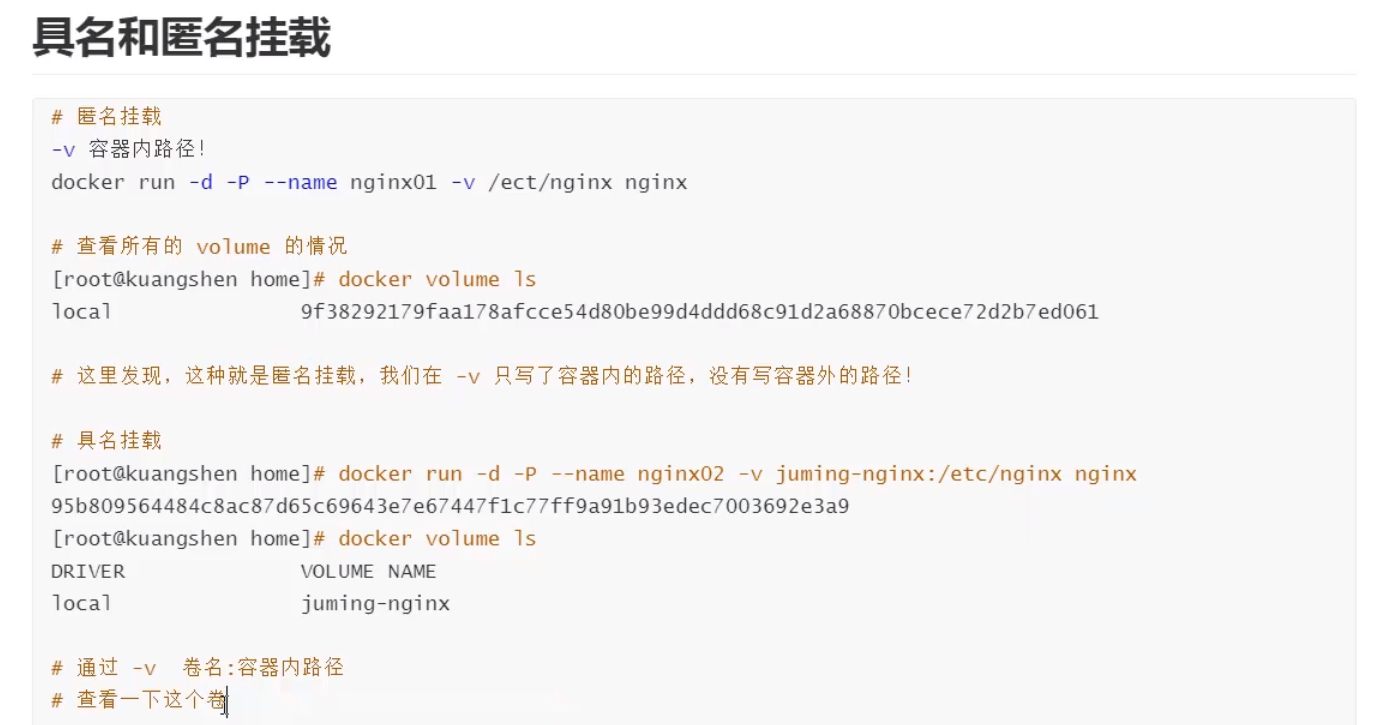 具名和匿名挂载
# 匿名挂载
-v 容器内路径!
docker run -d -P --name nginx01 -v /ect/nginx nginx
# 查看所有的 volume 的情况
[root@kuangshen home]# docker volume ls
local 9f38292179faa178afcce54d80be99d4ddd68c91d2a68870bcece72d2b7ed061
# 这里发现，这种就是匿名挂载，我们在 -v 只写了容器内的路径，没有写容器外的路径！
# 具名挂载
[root@kuangshen home]# docker run -d -P --name nginx02 -v juming-nginx:/etc/nginx nginx
95b809564484c8ac87d65c69643e7e67447f1c77ff9a91b93edec7003692e3a9
[root@kuangshen home]# docker volume ls
DRIVER VOLUME NAME
local juming-nginx
# 通过 -v 卷名:容器内路径
# 查看一下这个卷